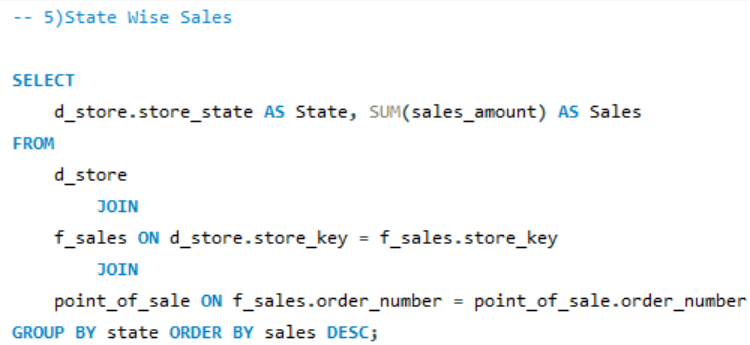 -- 5)State Wise Sales
SELECT
d_store.store_state AS State, SUM(sales_amount) AS Sales
FROM
d_store
JOIN
f_sales ON d_store.store_key = f_sales.store_key
JOIN
point_of_sale ON f_sales.order_number = point_of_sale.order_number
GROUP BY state ORDER BY sales DESC;